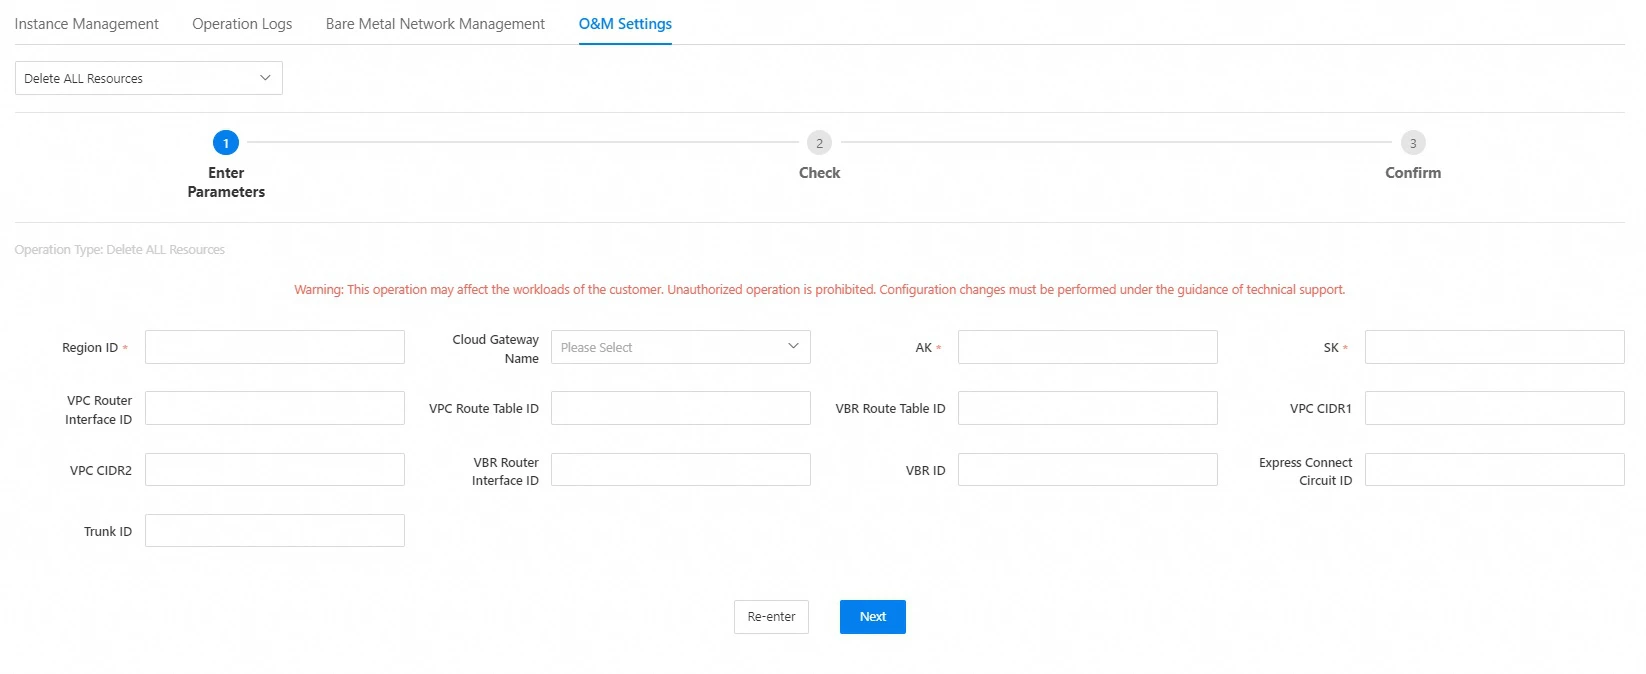 Instance Management Operation Logs Bare Metal Network Management O&M Settings
Delete ALL Resources
1 2 3
Enter Check Confirm
Parameters
Operation Type: Delete ALL Resources
Warning: This operation may affect the workloads of the customer. Unauthorized operation is prohibited. Configuration changes must be performed under the guidance of technical support.
Region ID *
Cloud Gateway
Name
Please Select
AK *
SK *
VPC Router
Interface ID
VPC Route Table ID
VBR Route Table ID
VPC CIDR1
VPC CIDR2
VBR Router
Interface ID
VBR ID
Express Connect
Circuit ID
Trunk ID
Re-enter Next